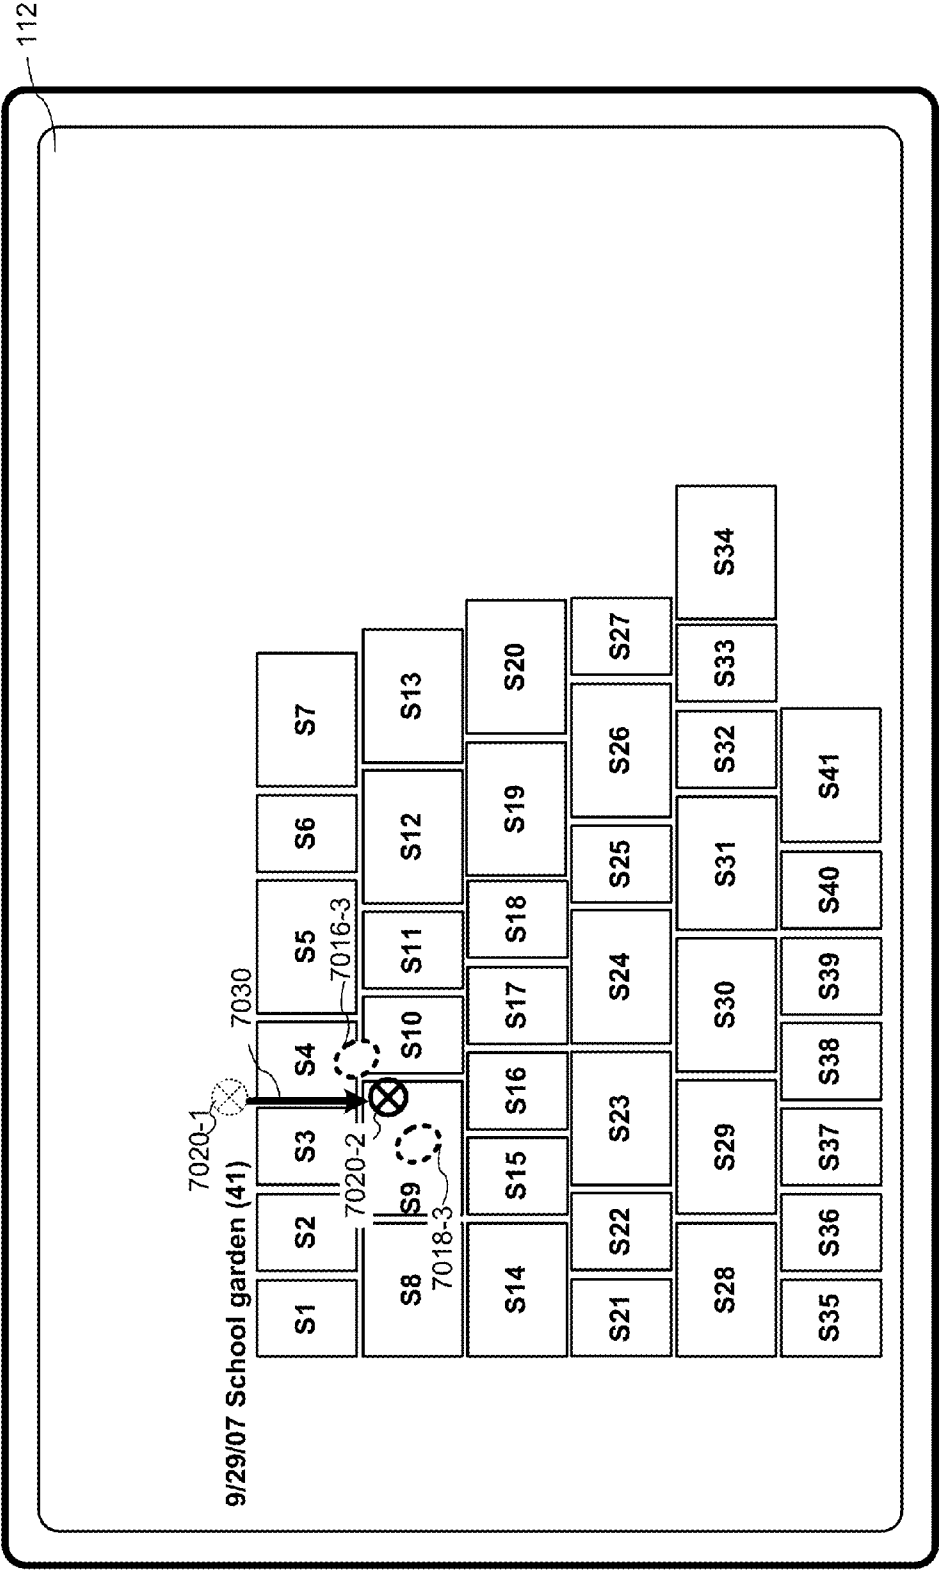 112
9/29/07 School garden (41)
7020-1
7030
S1 S2 S3 S4 S5 S6 S7
7020-2
7016-3
S8 S9 S10 S11 S12 S13
7018-3
S14 S15 S16 S17 S18 S19 S20
S21 S22 S23 S24 S25 S26 S27
S28 S29 S30 S31 S32 S33 S34
S35 S36 S37 S38 S39 S40 S41